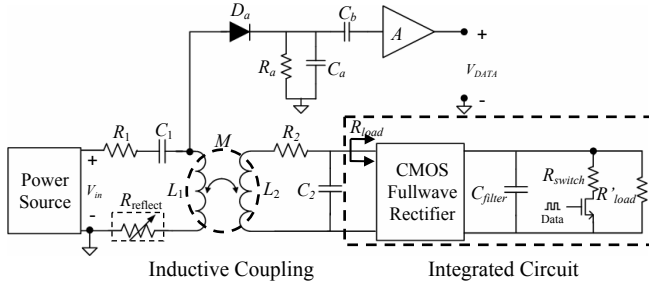 D_a
C_b
A
+
R_a
C_a
V_DATA
-
R_1
C_1
M
R_2
R_load
+
Power
Source
V_in
L_1
L_2
C_2
CMOS
Fullwave
Rectifier
C_filter
R_switch
R'_load
Data
R_reflect
-
Inductive Coupling
Integrated Circuit